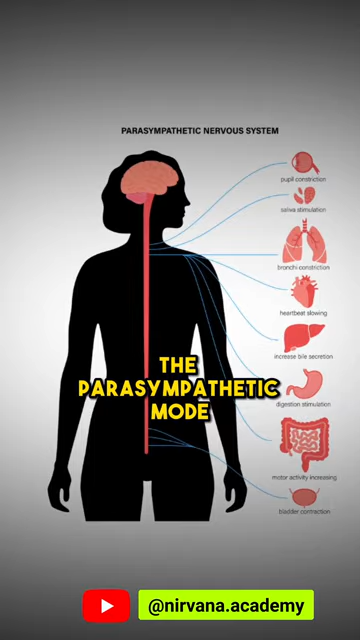 PARASYMPATHETIC NERVOUS SYSTEM
pupil constriction
saliva stimulation
bronchi constriction
heartbeat slowing
increase bile secretion
THE
PARASYMPATHETIC
MODE
digestion stimulation
motor activity increasing
bladder contraction
@nirvana.academy